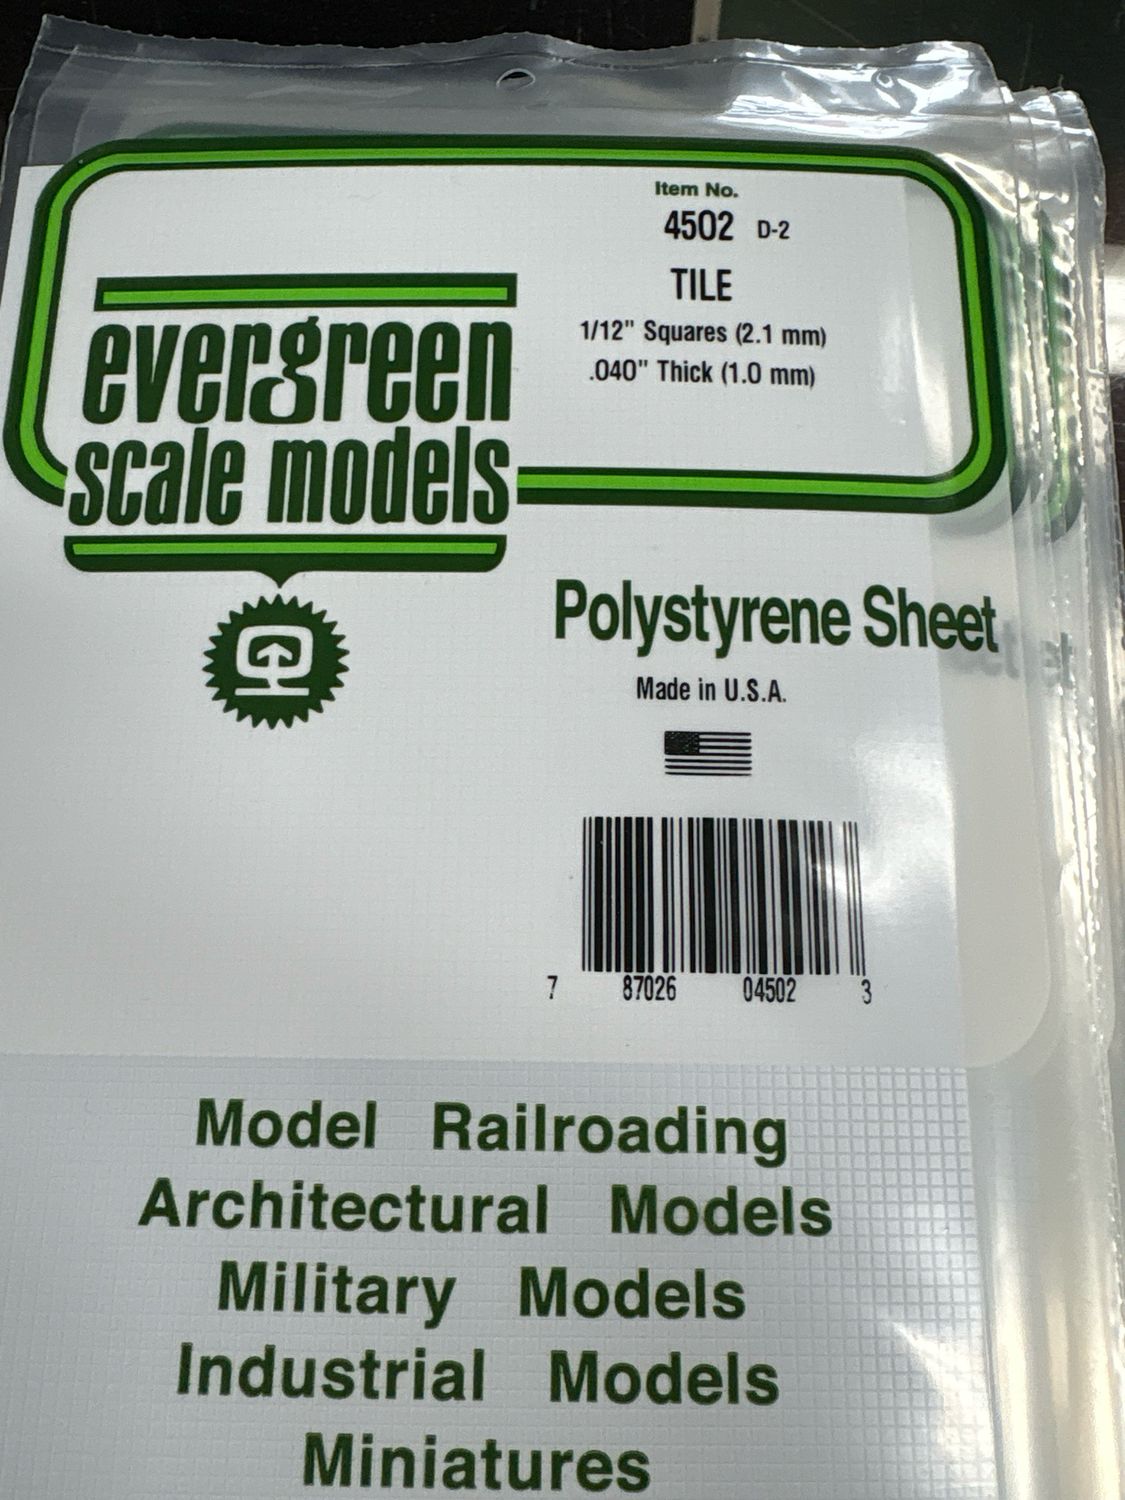 Item No.
4502 D-2
TILE
1/12" Squares (2.1 mm)
.040" Thick (1.0 mm)
evergreen
scale models
Polystyrene Sheet
Made in U.S.A.
7 87026 04502 3
Model Railroading
Architectural Models
Military Models
Industrial Models
Miniatures